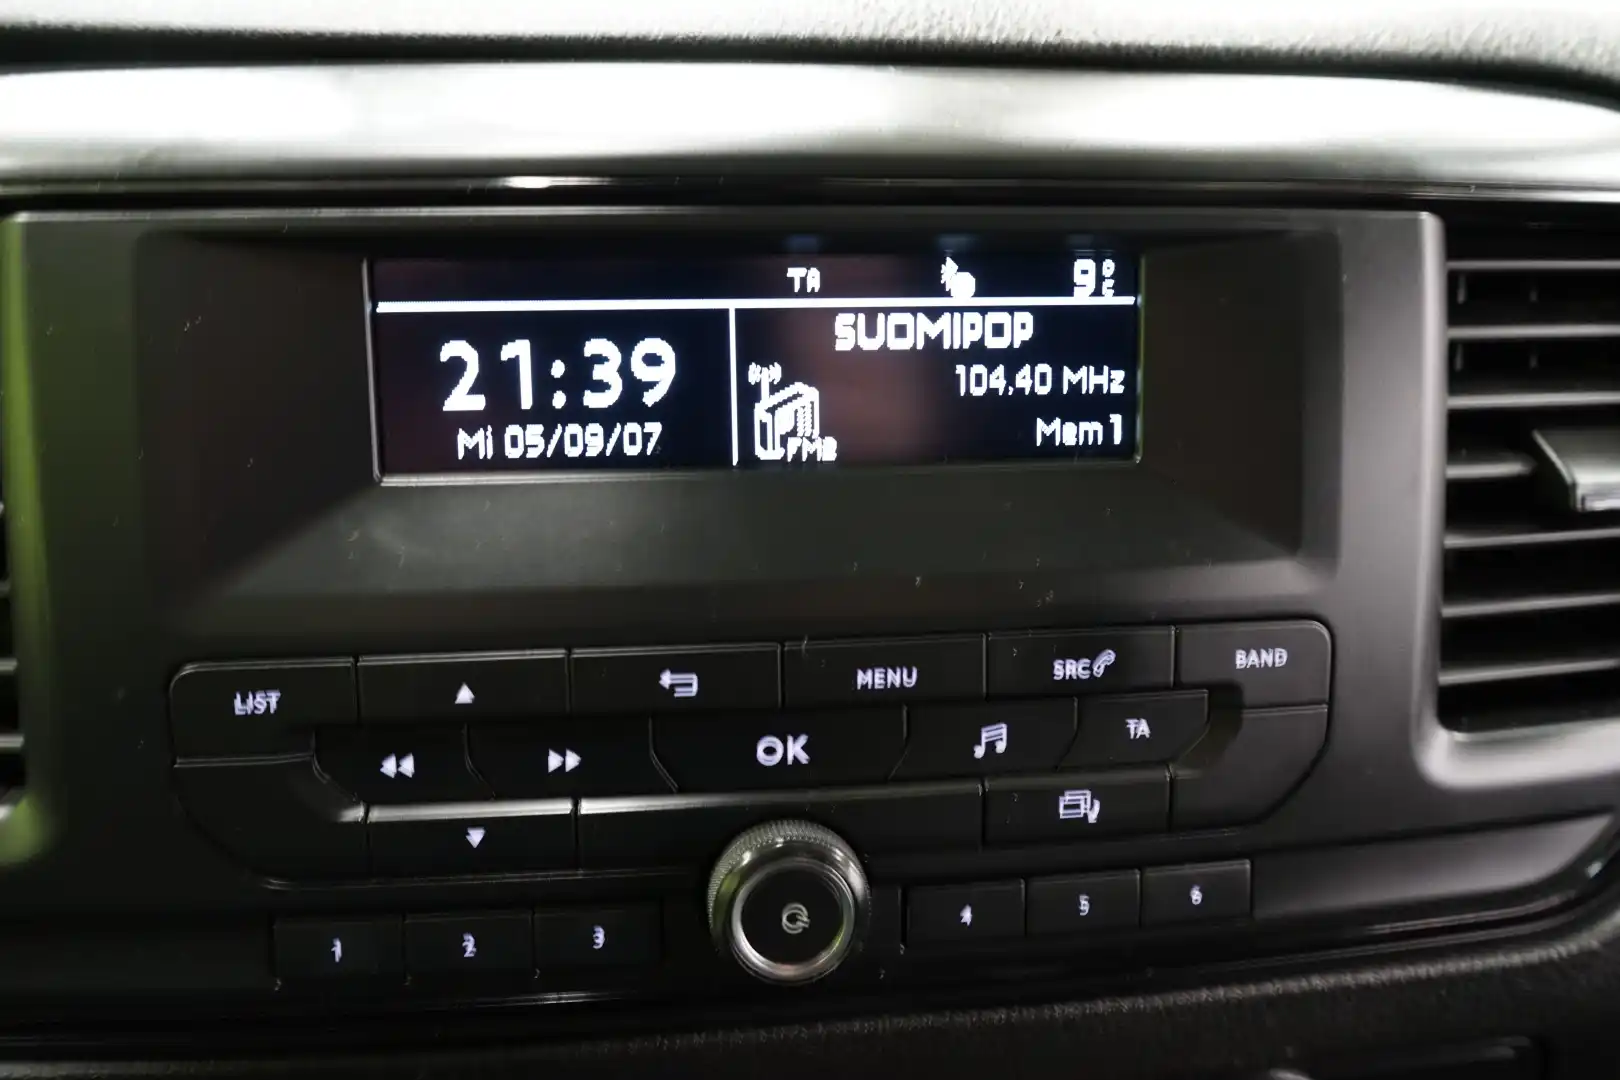 TA 9°C
21:39
Mi 05/09/07
SUOMIPOP
104.40 MHz
Mem 1
FM2
LIST
MENU
SRC
BAND
OK
TA
1
2
3
4
5
6